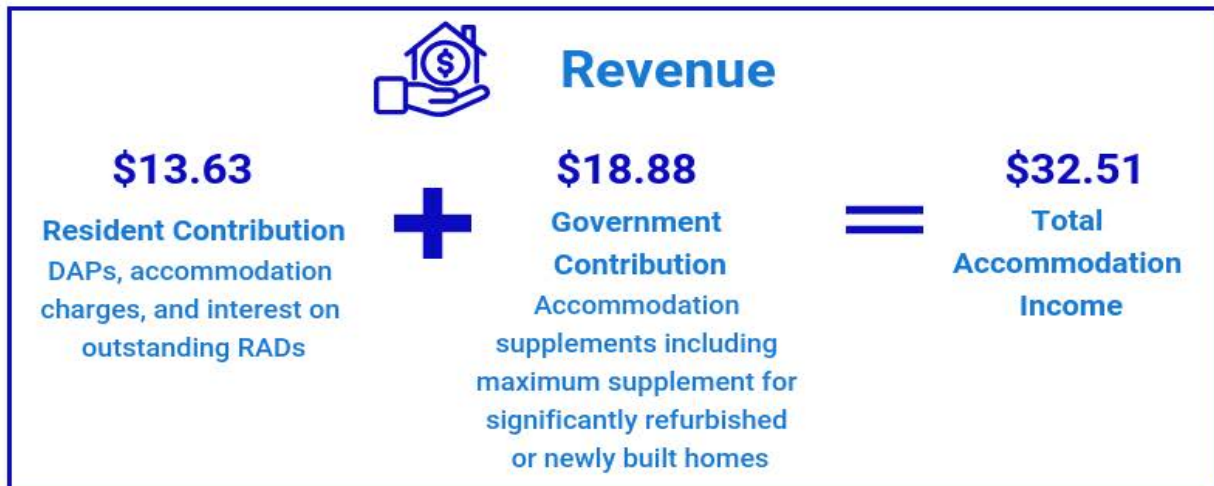 Revenue
$13.63
Resident Contribution
DAPs, accommodation
charges, and interest on
outstanding RADs
+
$18.88
Government
Contribution
Accommodation
supplements including
maximum supplement for
significantly refurbished
or newly built homes
=
$32.51
Total
Accommodation
Income